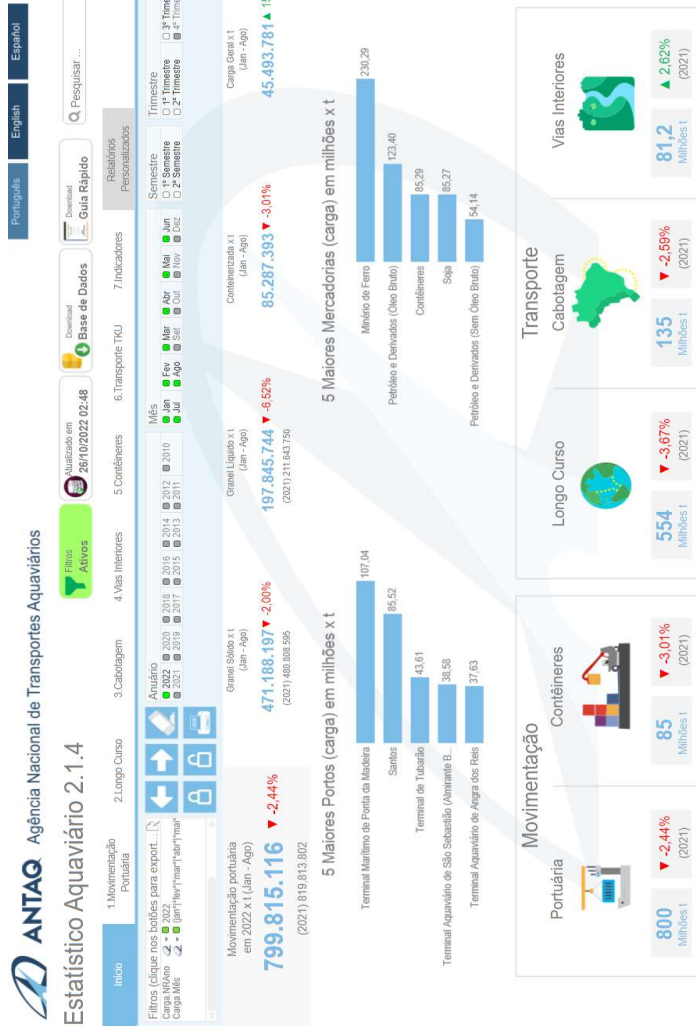 Português English Español
ANTAQ Agência Nacional de Transportes Aquaviários
Estatístico Aquaviário 2.1.4
Filtros
Ativos
Atualizado em
26/10/2022 02:48
Download
Base de Dados
Download
Guia Rápido
Pesquisar ...
Início
1.Movimentação
Portuária
2.Longo Curso
3.Cabotagem
4.Vias Interiores
5.Contêineres
6.Transporte TKU
7.Indicadores
Relatórios
Personalizados
Filtros (clique nos botões para export...
Carga.NRAno 2022
Carga Mês (jan*|fev*|*mar*|*abr*|*mai*
Anuário
2022 2020 2018 2016 2014 2012 2010
2021 2019 2017 2015 2013 2011
Mês
Jan Fev Mar Abr Mai Jun
Jul Ago Set Out Nov Dez
Semestre
1º Semestre
2º Semestre
Trimestre
1º Trimestre 3º Trime
2º Trimestre 4º Trime
Movimentação portuária
em 2022 x t (Jan - Ago)
799.815.116 ▼ -2,44%
(2021) 819.813.802
Granel Sólido x t
(Jan - Ago)
471.188.197 ▼ -2,00%
(2021) 480.808.595
Granel Líquido x t
(Jan - Ago)
197.845.744 ▼ -6,52%
(2021) 211.643.750
Conteinerizada x t
(Jan - Ago)
85.287.393 ▼ -3,01%
Carga Geral x t
(Jan - Ago)
45.493.781 ▲ 15
5 Maiores Portos (carga) em milhões x t
Terminal Marítimo de Ponta da Madeira 107,04
Santos 85,52
Terminal de Tubarão 43,61
Terminal Aquaviário de São Sebastião (Almirante B... 38,58
Terminal Aquaviário de Angra dos Reis 37,63
5 Maiores Mercadorias (carga) em milhões x t
Minério de Ferro 230,29
Petróleo e Derivados (Óleo Bruto) 123,40
Contêineres 85,29
Soja 85,27
Petróleo e Derivados (Sem Óleo Bruto) 54,14
Movimentação
Portuária
800
Milhões t
▼ -2,44%
(2021)
Contêineres
85
Milhões t
▼ -3,01%
(2021)
Transporte
Longo Curso
554
Milhões t
▼ -3,67%
(2021)
Cabotagem
135
Milhões t
▼ -2,59%
(2021)
Vias Interiores
81,2
Milhões t
▲ 2,62%
(2021)